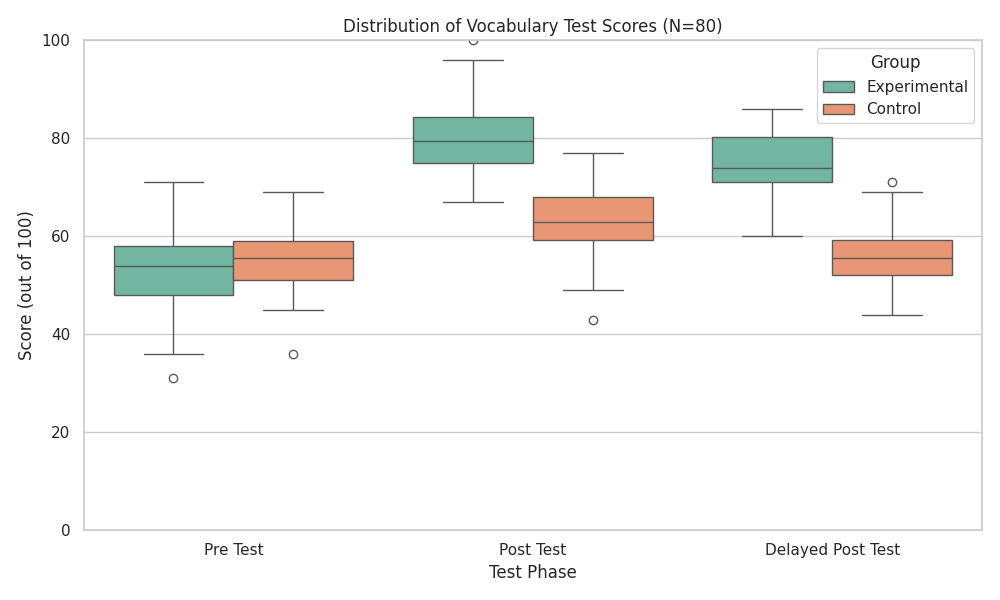 Distribution of Vocabulary Test Scores (N=80)
Group
Experimental
Control
Score (out of 100)
100
80
60
40
20
0
Pre Test
Post Test
Delayed Post Test
Test Phase